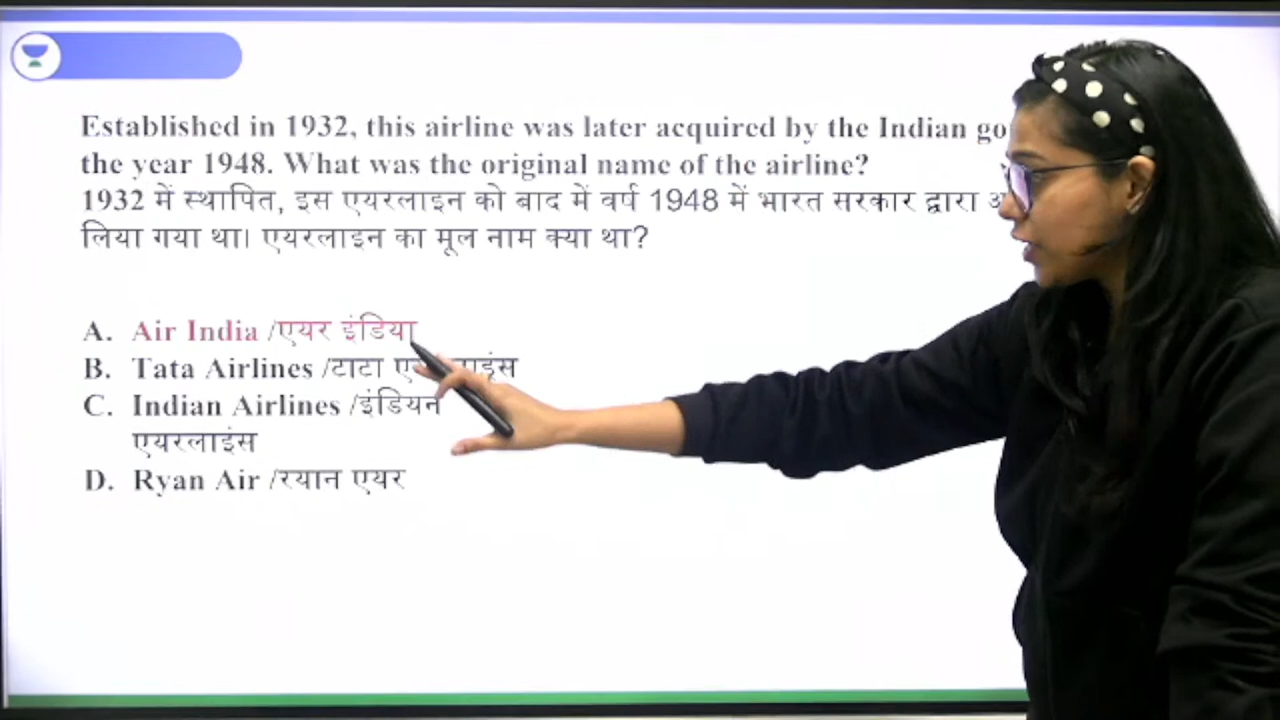 Established in 1932, this airline was later acquired by the Indian go
the year 1948. What was the original name of the airline?
1932 में स्थापित, इस एयरलाइन को बाद में वर्ष 1948 में भारत सरकार द्वारा
लिया गया था। एयरलाइन का मूल नाम क्या था?
A. Air India /एयर इंडिया
B. Tata Airlines /टाटा
C. Indian Airlines /इंडियन
एयरलाइंस
D. Ryan Air /रयान एयर